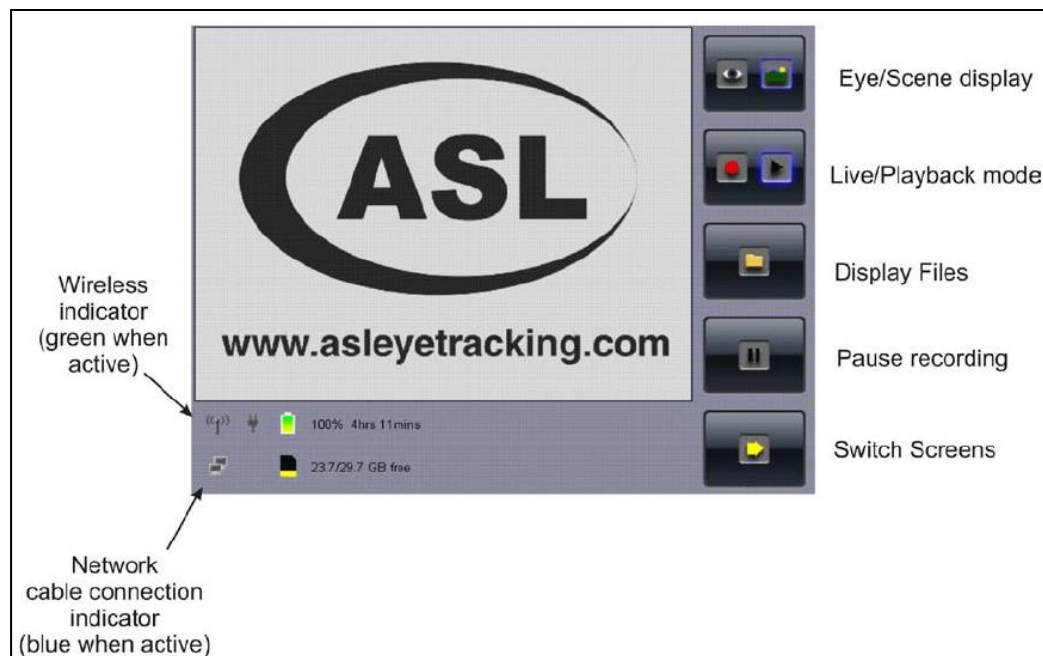 ASL
www.asleyetracking.com
100% 4hrs 11mins
23.7/29.7 GB free
Eye/Scene display
Live/Playback mode
Display Files
Pause recording
Switch Screens
Wireless
indicator
(green when
active)
Network
cable connection
indicator
(blue when active)